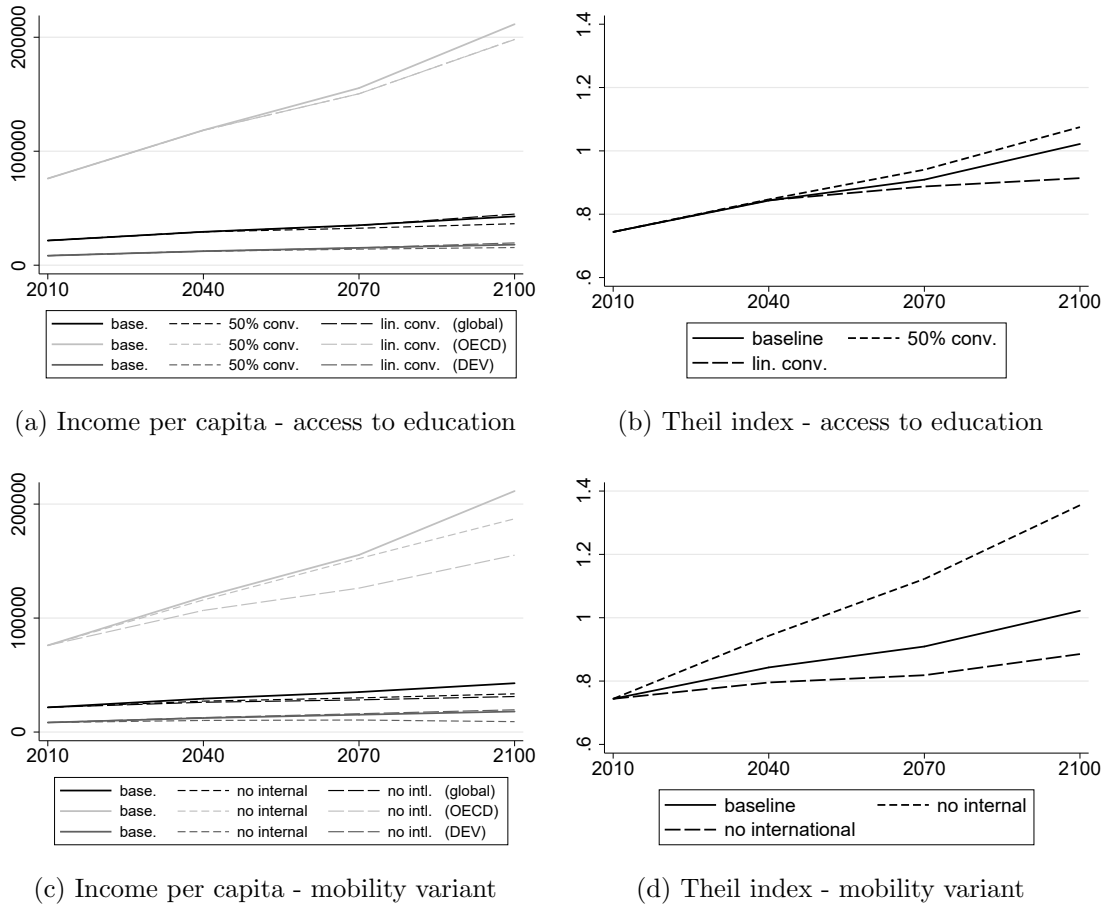 200000
100000
0
2010 2040 2070 2100
base. 50% conv. lin. conv. (global)
base. 50% conv. lin. conv. (OECD)
base. 50% conv. lin. conv. (DEV)
(a) Income per capita - access to education
1.4
1.2
1
.8
.6
2010 2040 2070 2100
baseline 50% conv.
lin. conv.
(b) Theil index - access to education
200000
100000
0
2010 2040 2070 2100
base. no internal no intl. (global)
base. no internal no intl. (OECD)
base. no internal no intl. (DEV)
(c) Income per capita - mobility variant
1.4
1.2
1
.8
.6
2010 2040 2070 2100
baseline no internal
no international
(d) Theil index - mobility variant